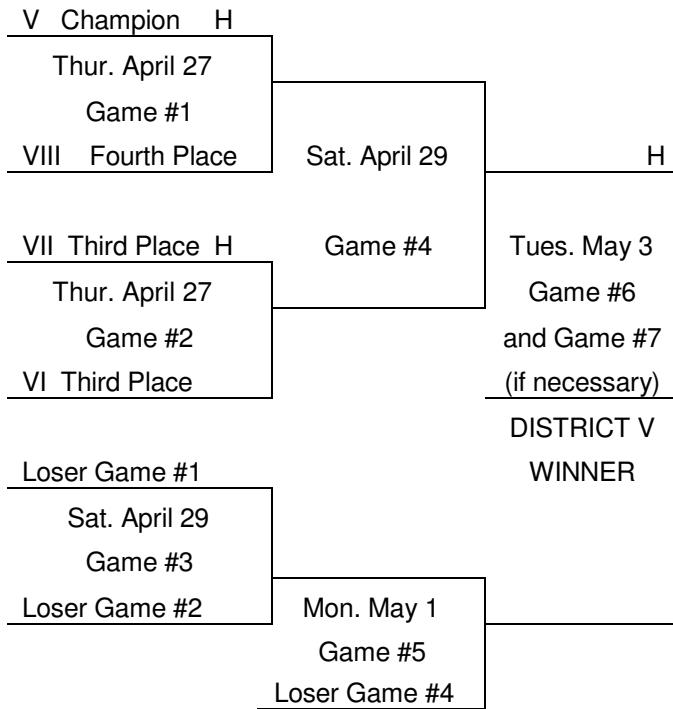 V Champion H
Thur. April 27
Game #1
VIII Fourth Place
Sat. April 29
H
VII Third Place H
Game #4
Tues. May 3
Thur. April 27
Game #6
Game #2
and Game #7
VI Third Place
(if necessary)
DISTRICT V
Loser Game #1
WINNER
Sat. April 29
Game #3
Loser Game #2
Mon. May 1
Game #5
Loser Game #4